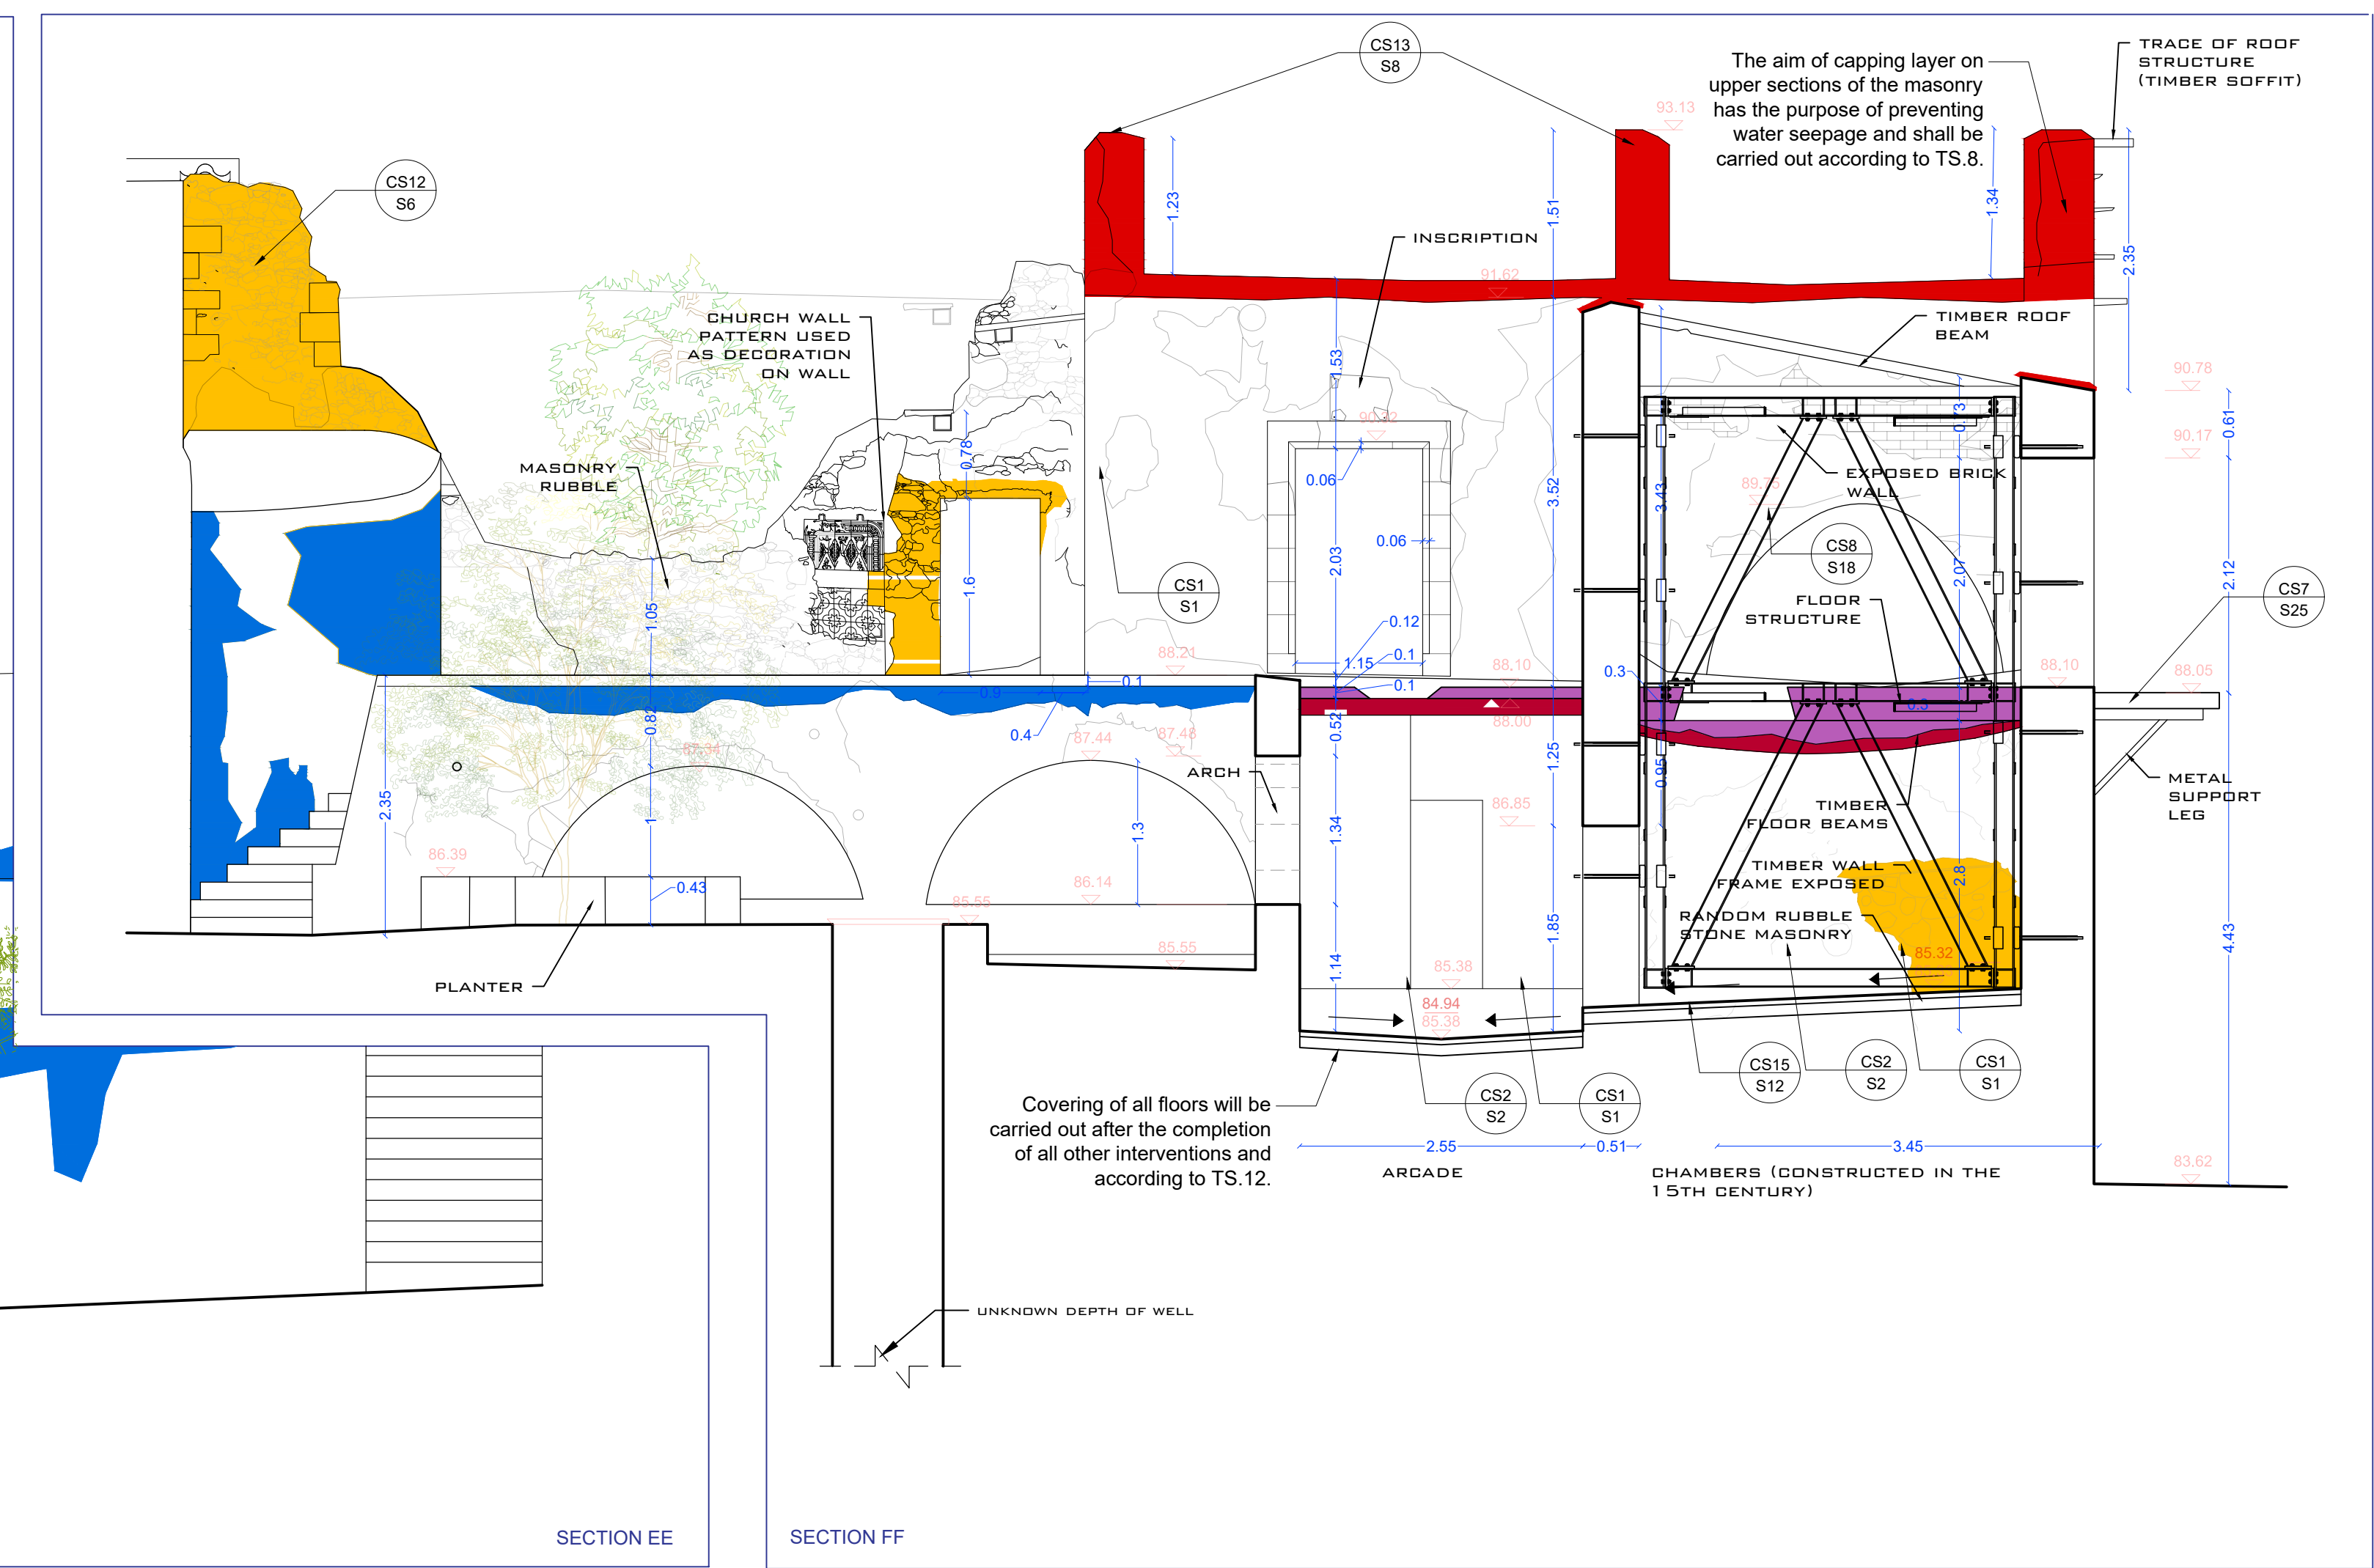 CS13
S8
The aim of capping layer on
upper sections of the masonry
has the purpose of preventing
water seepage and shall be
carried out according to TS.8.
TRACE OF ROOF
STRUCTURE
(TIMBER SOFFIT)
93.13
CS12
S6
1.23
1.51
1.34
2.35
INSCRIPTION
91.62
CHURCH WALL
PATTERN USED
AS DECORATION
ON WALL
TIMBER ROOF
BEAM
1.53
90.78
0.73
0.61
90.17
0.78
MASONRY
RUBBLE
0.06
3.52
3.43
EXPOSED BRICK
WALL
0.06
CS8
S18
2.03
1.6
1.05
CS1
S1
2.07
2.12
CS7
S25
FLOOR
STRUCTURE
0.12
88.21
1.15
0.1
88.10
0.3
88.10
88.05
0.1
0.9
0.1
0.3
0.82
0.4
0.52
88.00
87.34
87.44
87.48
1.25
0.95
ARCH
METAL
SUPPORT
LEG
2.35
1
1.3
1.34
86.85
TIMBER
FLOOR BEAMS
86.39
0.43
86.14
TIMBER WALL
FRAME EXPOSED
2.8
85.55
1.85
RANDOM RUBBLE
STONE MASONRY
85.55
1.14
85.38
85.32
4.43
PLANTER
84.94
85.38
CS15
S12
CS2
S2
CS1
S1
Covering of all floors will be
carried out after the completion
of all other interventions and
according to TS.12.
CS2
S2
CS1
S1
2.55
0.51
3.45
ARCADE
CHAMBERS (CONSTRUCTED IN THE
15TH CENTURY)
83.62
UNKNOWN DEPTH OF WELL
SECTION EE
SECTION FF